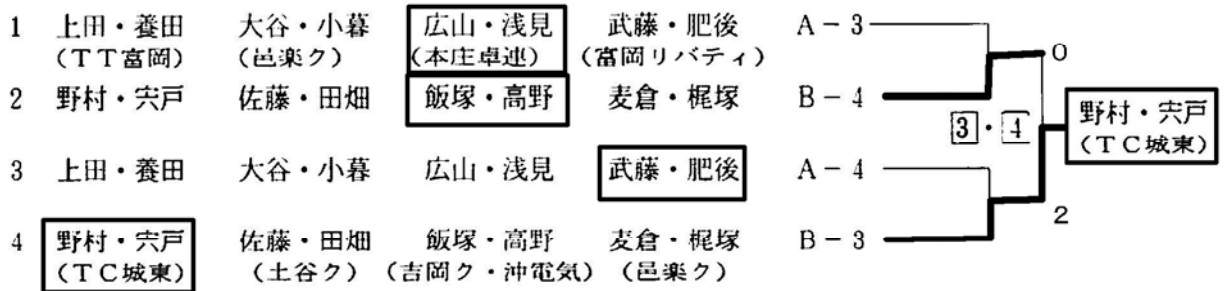 1 上田・養田 大谷・小暮 広山・浅見 武藤・肥後 A－3
(TT富岡) (邑楽ク) (本庄卓連) (富岡リバティ)
0
2 野村・宍戸 佐藤・田畑 飯塚・高野 麦倉・梶塚 B－4
3・4
野村・宍戸
(TC城東)
3 上田・養田 大谷・小暮 広山・浅見 武藤・肥後 A－4
2
4 野村・宍戸 佐藤・田畑 飯塚・高野 麦倉・梶塚 B－3
(TC城東) (土谷ク) (吉岡ク・沖電気) (邑楽ク)